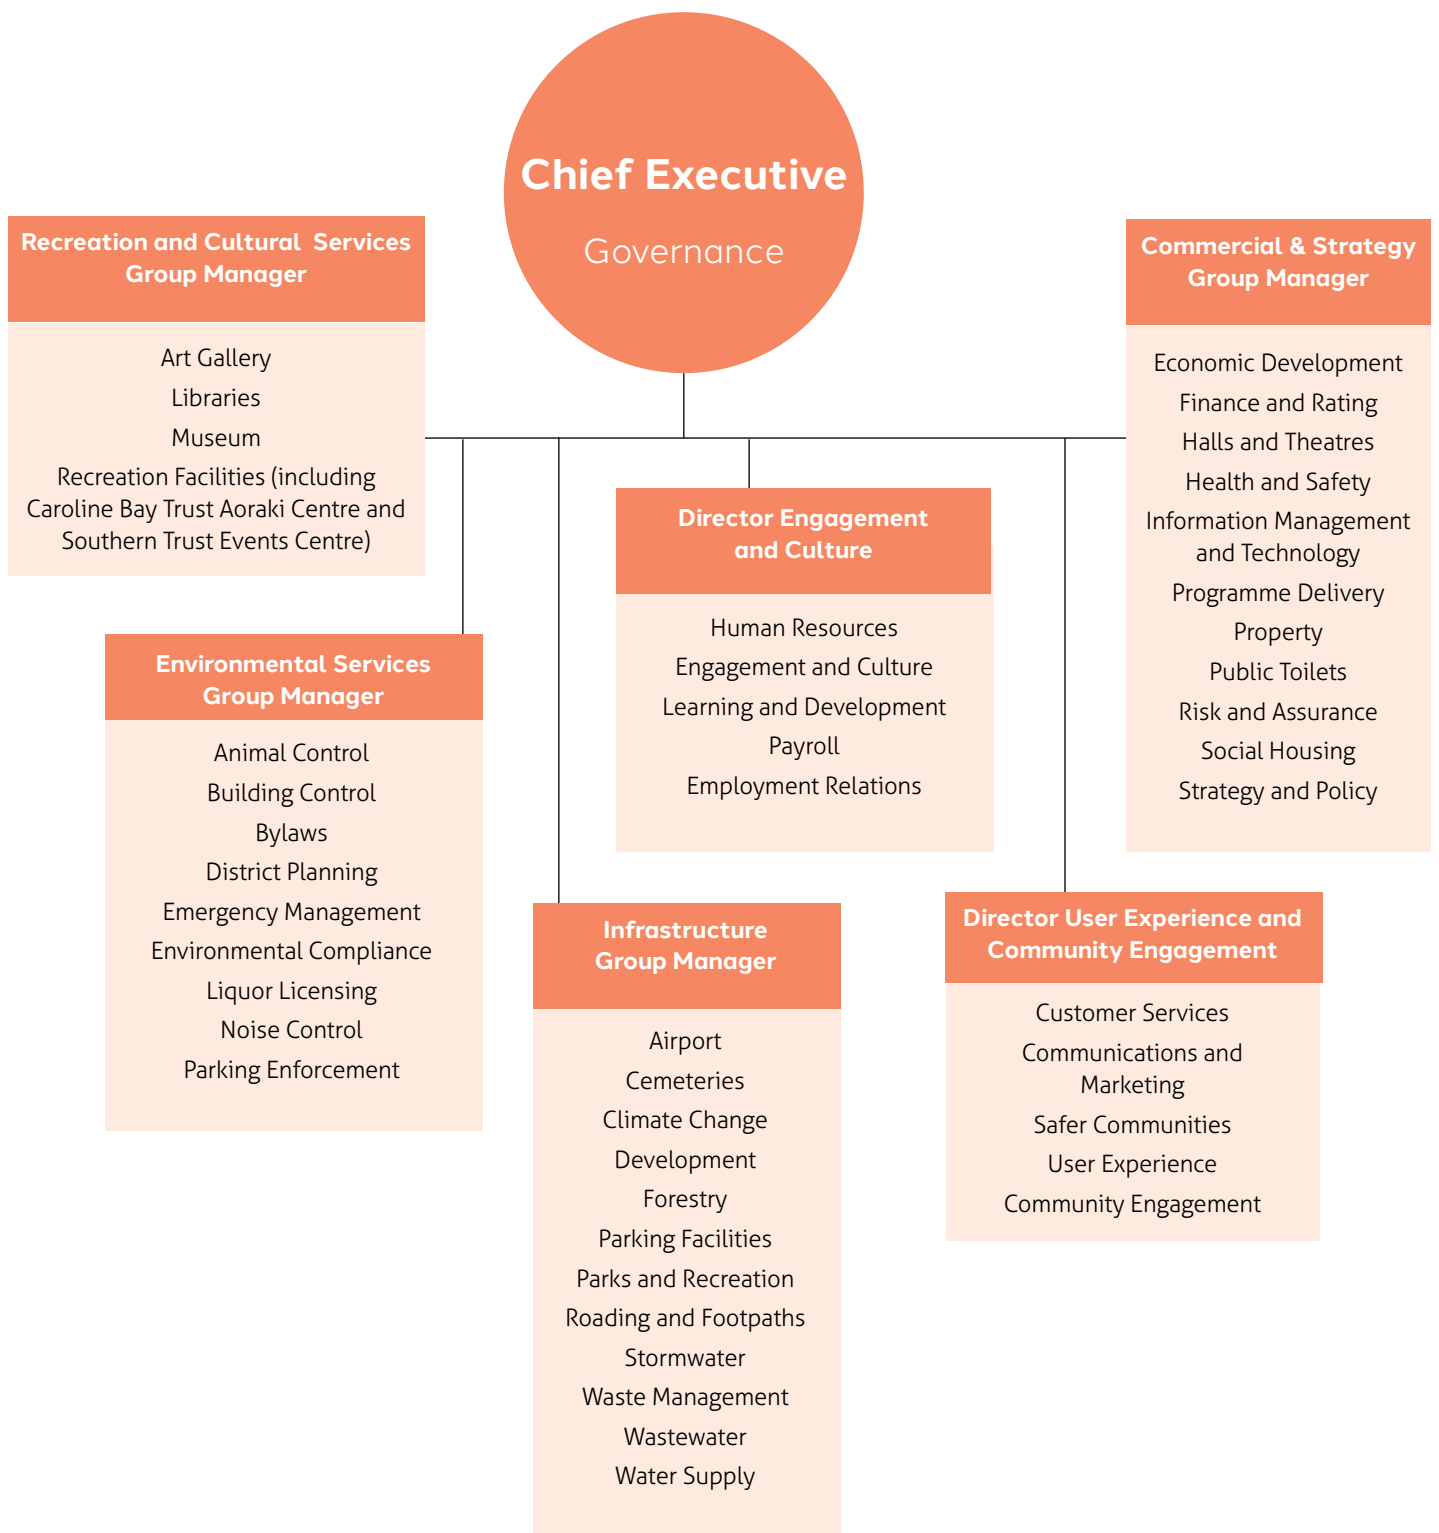 Chief Executive
Governance
Recreation and Cultural Services
Group Manager
Art Gallery
Libraries
Museum
Recreation Facilities (including
Caroline Bay Trust Aoraki Centre and
Southern Trust Events Centre)
Commercial & Strategy
Group Manager
Economic Development
Finance and Rating
Halls and Theatres
Health and Safety
Information Management
and Technology
Programme Delivery
Property
Public Toilets
Risk and Assurance
Social Housing
Strategy and Policy
Director Engagement
and Culture
Human Resources
Engagement and Culture
Learning and Development
Payroll
Employment Relations
Environmental Services
Group Manager
Animal Control
Building Control
Bylaws
District Planning
Emergency Management
Environmental Compliance
Liquor Licensing
Noise Control
Parking Enforcement
Infrastructure
Group Manager
Airport
Cemeteries
Climate Change
Development
Forestry
Parking Facilities
Parks and Recreation
Roading and Footpaths
Stormwater
Waste Management
Wastewater
Water Supply
Director User Experience and
Community Engagement
Customer Services
Communications and
Marketing
Safer Communities
User Experience
Community Engagement